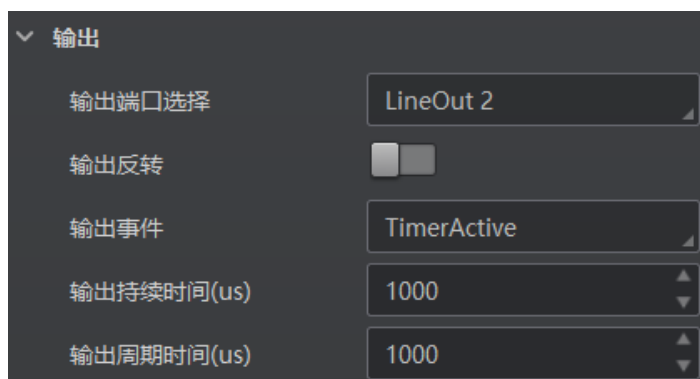 输出
输出端口选择 LineOut 2
输出反转
输出事件 TimerActive
输出持续时间(us) 1000
输出周期时间(us) 1000